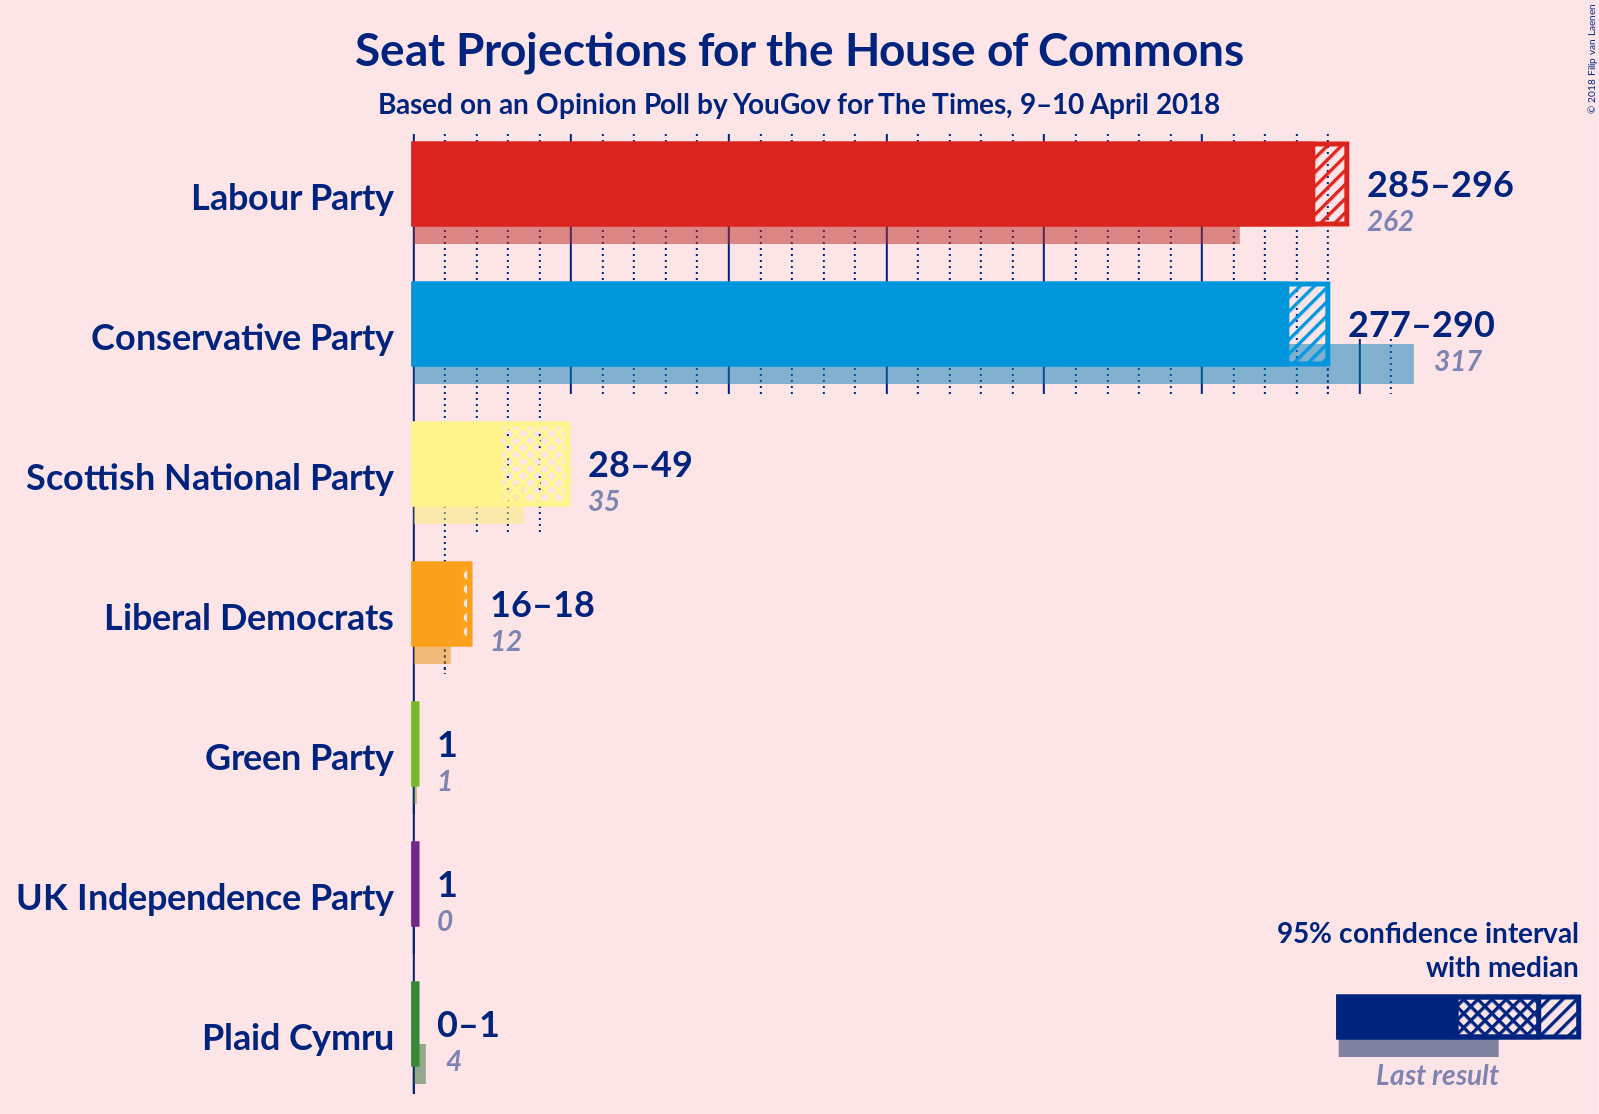 Seat Projections for the House of Commons
Based on an Opinion Poll by YouGov for The Times, 9–10 April 2018
© 2018 Filip van Laenen
Labour Party
285–296
262
Conservative Party
277–290
317
Scottish National Party
28–49
35
Liberal Democrats
16–18
12
Green Party
1
1
UK Independence Party
1
0
Plaid Cymru
0–1
4
95% confidence interval
with median
Last result